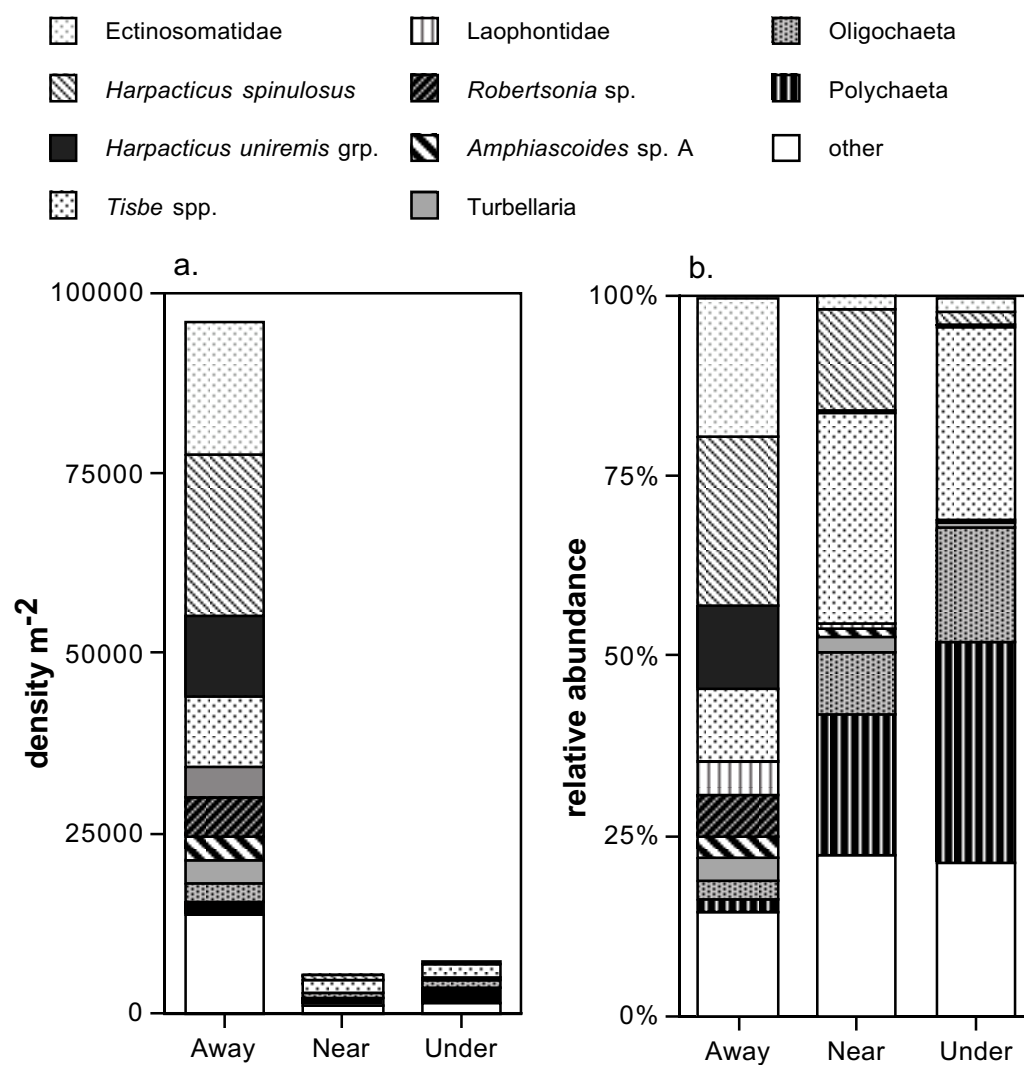 Ectinosomatidae Laophontidae Oligochaeta
Harpacticus spinulosus Robertsonia sp. Polychaeta
Harpacticus uniremis grp. Amphiascoides sp. A other
Tisbe spp. Turbellaria
a.
100000
75000
50000
25000
0
density m-2
Away Near Under
b.
100%
75%
50%
25%
0%
relative abundance
Away Near Under